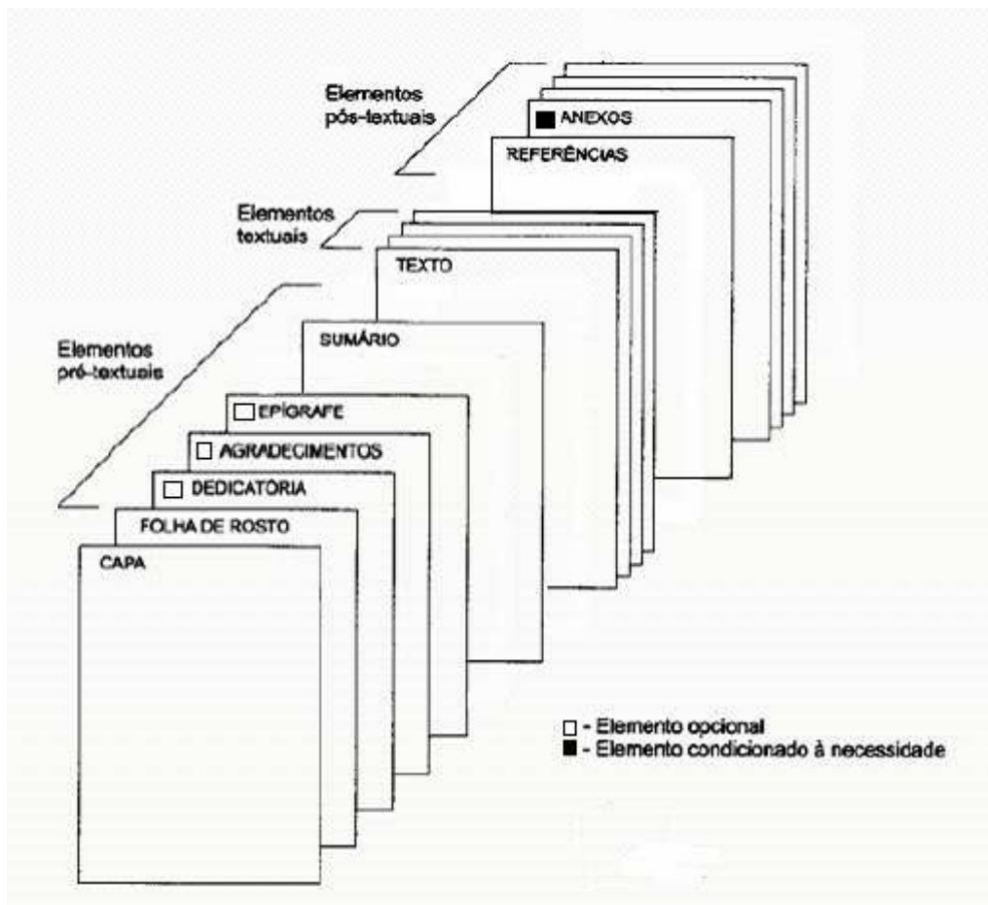 Elementos
pós-textuais
■ ANEXOS
REFERÊNCIAS
Elementos
textuais
TEXTO
SUMÁRIO
Elementos
pré-textuais
□ EPÍGRAFE
□ AGRADECIMENTOS
□ DEDICATÓRIA
FOLHA DE ROSTO
CAPA
□ - Elemento opcional
■ - Elemento condicionado à necessidade